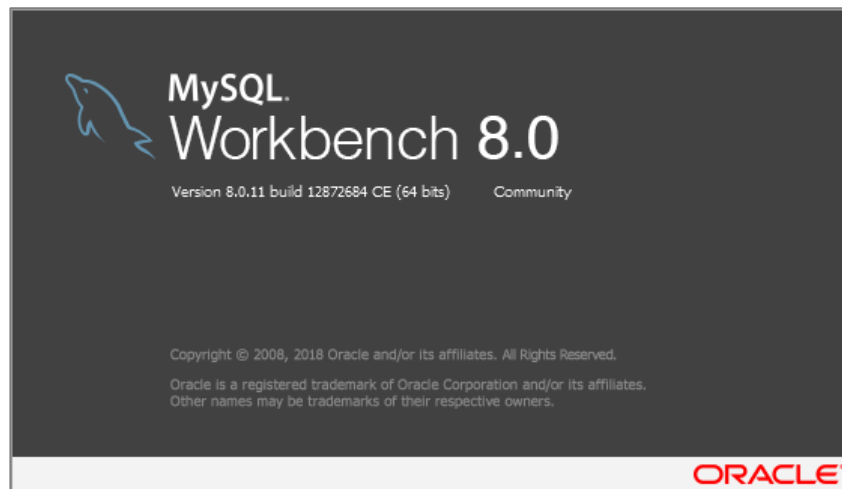 MySQL.
Workbench 8.0
Version 8.0.11 build 12872684 CE (64 bits) Community
Copyright © 2008, 2018 Oracle and/or its affiliates. All Rights Reserved.
Oracle is a registered trademark of Oracle Corporation and/or its affiliates.
Other names may be trademarks of their respective owners.
ORACLE